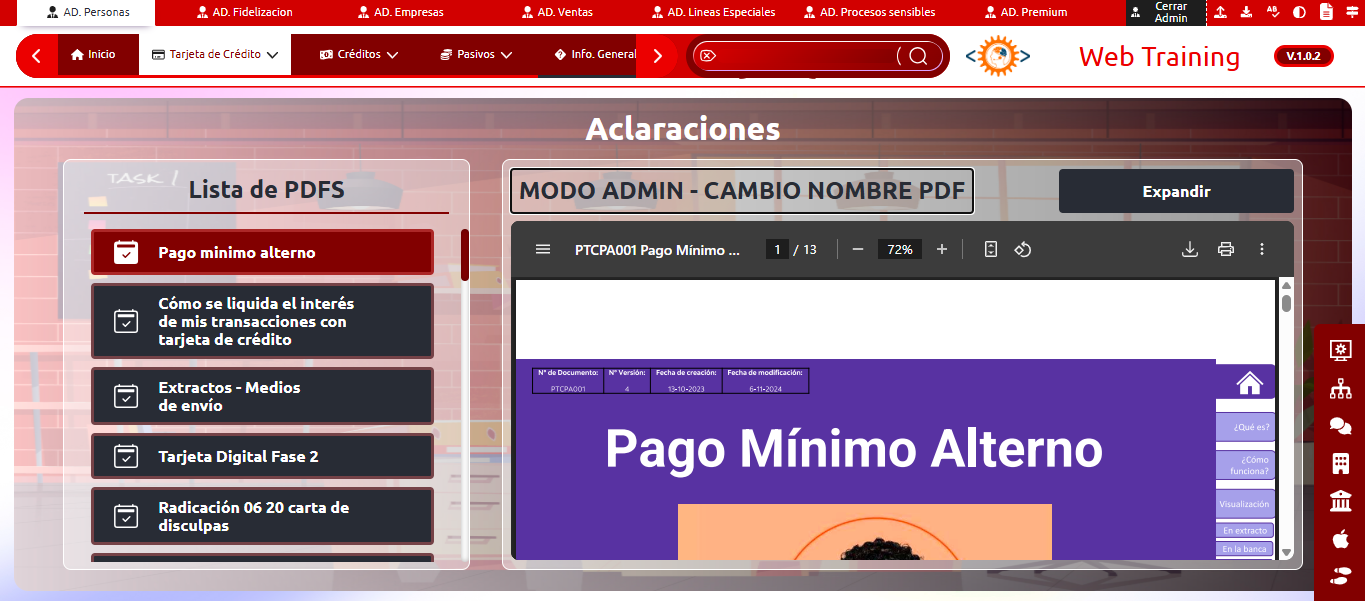 AD. Personas
AD. Fidelizacion
AD. Empresas
AD. Ventas
AD. Lineas Especiales
AD. Procesos sensibles
AD. Premium
Cerrar
Admin
Inicio
Tarjeta de Crédito
Créditos
Pasivos
Info. General
Web Training
V.1.0.2
Aclaraciones
TASK 1
Lista de PDFS
Pago minimo alterno
Cómo se liquida el interés
de mis transacciones con
tarjeta de crédito
Extractos - Medios
de envío
Tarjeta Digital Fase 2
Radicación 06 20 carta de
disculpas
MODO ADMIN - CAMBIO NOMBRE PDF
Expandir
PTCPA001 Pago Mínimo ...
1 / 13
72%
N° de Documento: N° Versión: Fecha de creación: Fecha de modificación:
PTCPA001 4 13-10-2023 6-11-2024
Pago Mínimo Alterno
¿Qué es?
¿Cómo
funciona?
Visualización
En extracto
En la banca